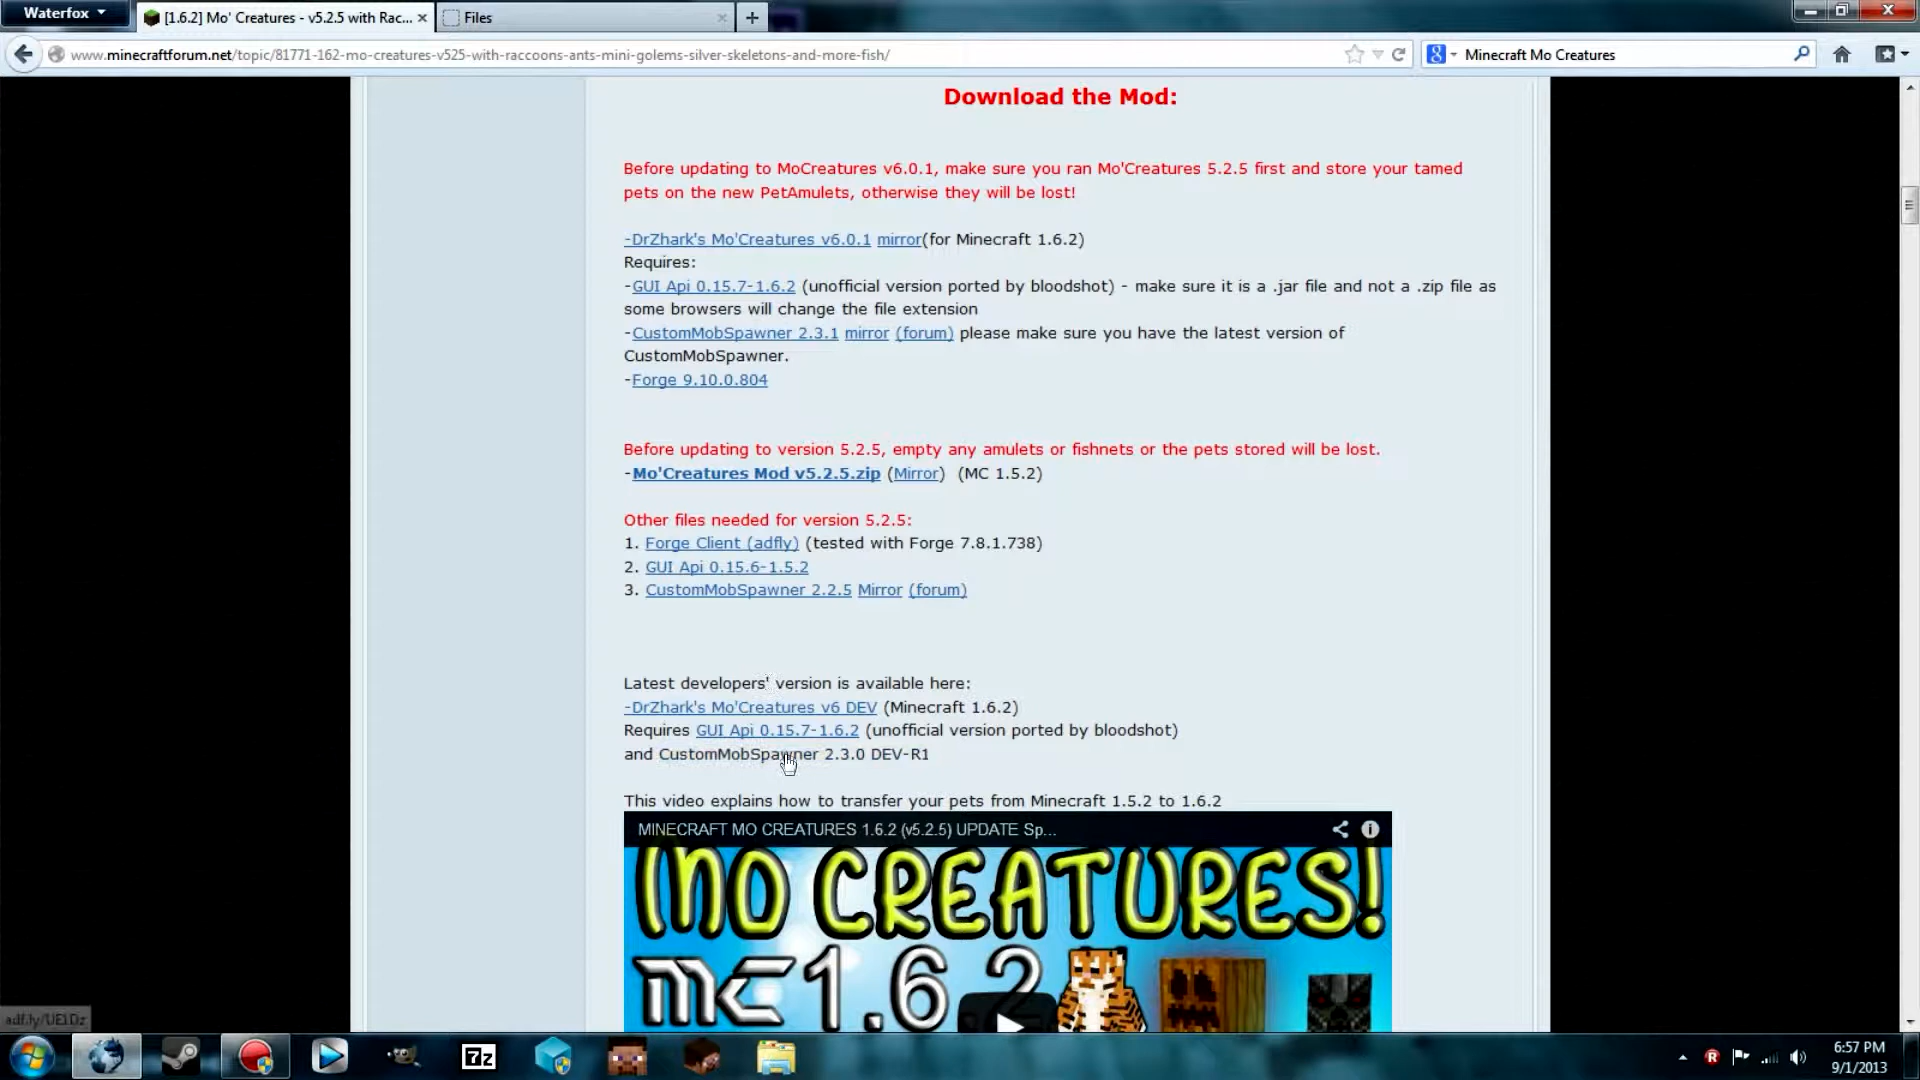 Waterfox
[1.6.2] Mo' Creatures - v5.2.5 with Rac...
Files
www.minecraftforum.net/topic/81771-162-mo-creatures-v525-with-raccoons-ants-mini-golems-silver-skeletons-and-more-fish/
Minecraft Mo Creatures
Download the Mod:
Before updating to MoCreatures v6.0.1, make sure you ran Mo'Creatures 5.2.5 first and store your tamed
pets on the new PetAmulets, otherwise they will be lost!
-DrZhark's Mo'Creatures v6.0.1 mirror(for Minecraft 1.6.2)
Requires:
-GUI Api 0.15.7-1.6.2 (unofficial version ported by bloodshot) - make sure it is a .jar file and not a .zip file as
some browsers will change the file extension
-CustomMobSpawner 2.3.1 mirror (forum) please make sure you have the latest version of
CustomMobSpawner.
-Forge 9.10.0.804
Before updating to version 5.2.5, empty any amulets or fishnets or the pets stored will be lost.
-Mo'Creatures Mod v5.2.5.zip (Mirror) (MC 1.5.2)
Other files needed for version 5.2.5:
1. Forge Client (adfly) (tested with Forge 7.8.1.738)
2. GUI Api 0.15.6-1.5.2
3. CustomMobSpawner 2.2.5 Mirror (forum)
Latest developers' version is available here:
-DrZhark's Mo'Creatures v6 DEV (Minecraft 1.6.2)
Requires GUI Api 0.15.7-1.6.2 (unofficial version ported by bloodshot)
and CustomMobSpawner 2.3.0 DEV-R1
This video explains how to transfer your pets from Minecraft 1.5.2 to 1.6.2
MINECRAFT MO CREATURES 1.6.2 (v5.2.5) UPDATE Sp...
MO CREATURES!
MC 1.6.2
adf.ly/UE1Dz
7z
R
6:57 PM
9/1/2013